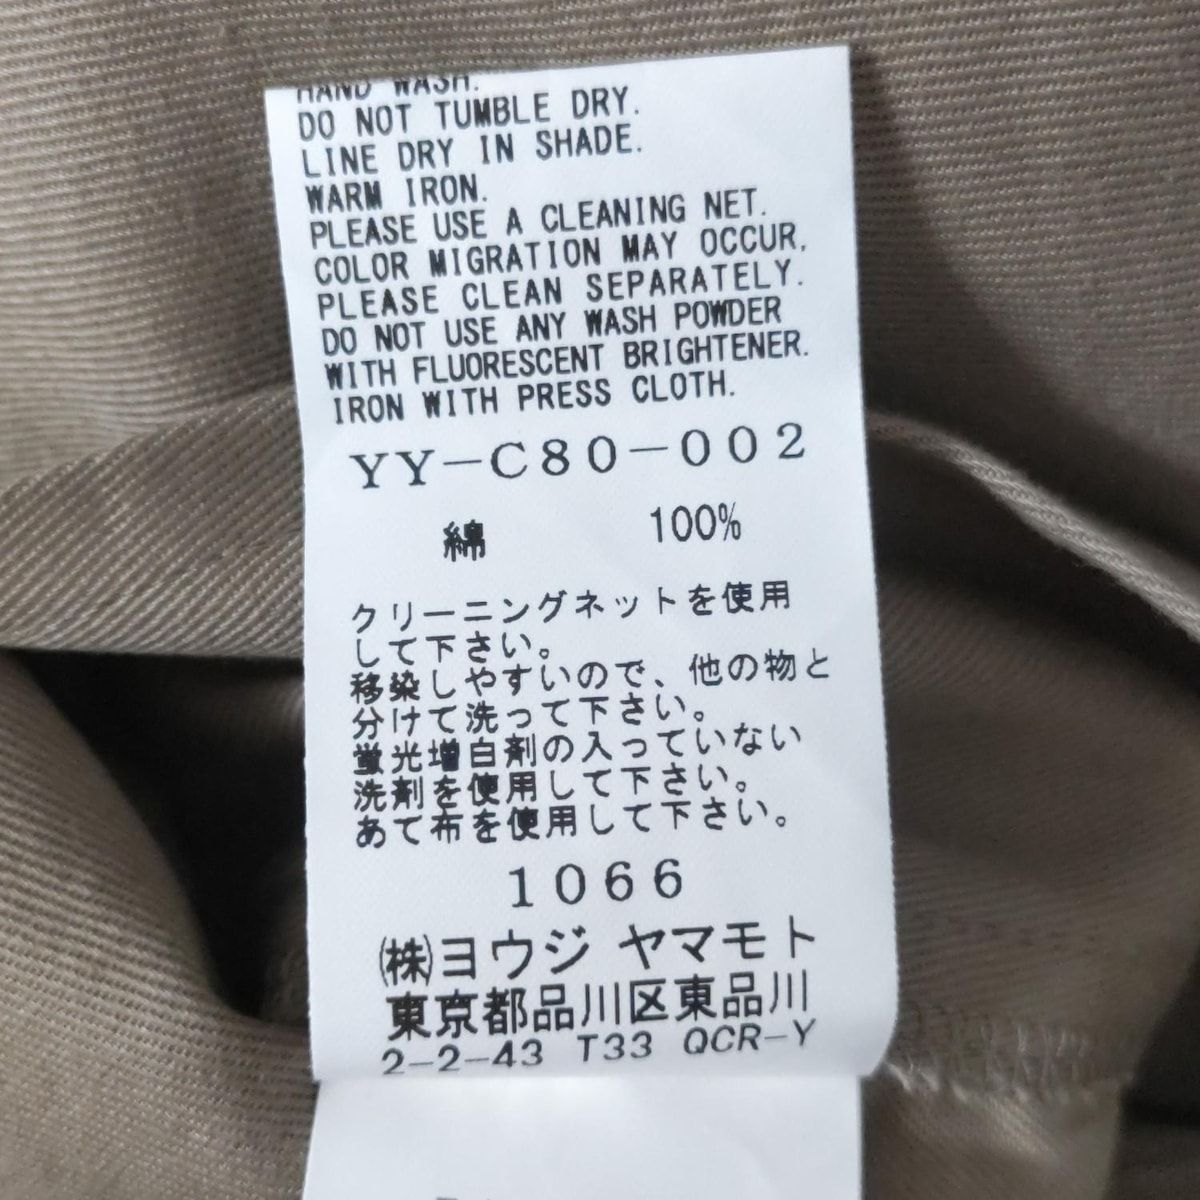 HAND WASH.
DO NOT TUMBLE DRY.
LINE DRY IN SHADE.
WARM IRON.
PLEASE USE A CLEANING NET.
COLOR MIGRATION MAY OCCUR,
PLEASE CLEAN SEPARATELY.
DO NOT USE ANY WASH POWDER
WITH FLUORESCENT BRIGHTENER.
IRON WITH PRESS CLOTH.
YY-C80-002
綿 100%
クリーニングネットを使用
して下さい。
移染しやすいので、他の物と
分けて洗って下さい。
蛍光増白剤の入っていない
洗剤を使用して下さい。
あて布を使用して下さい。
1066
㈱ヨウジ ヤマモト
東京都品川区東品川
2-2-43 T33 QCR-Y